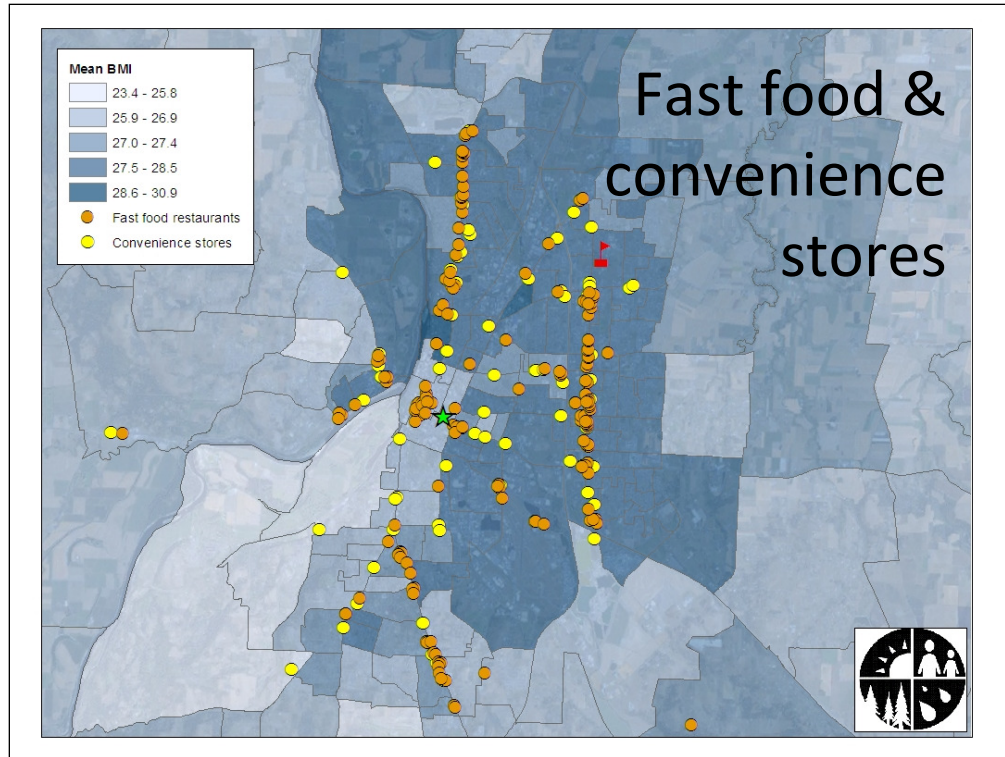 Mean BMI
23.4 - 25.8
25.9 - 26.9
27.0 - 27.4
27.5 - 28.5
28.6 - 30.9
Fast food restaurants
Convenience stores
Fast food &
convenience
stores